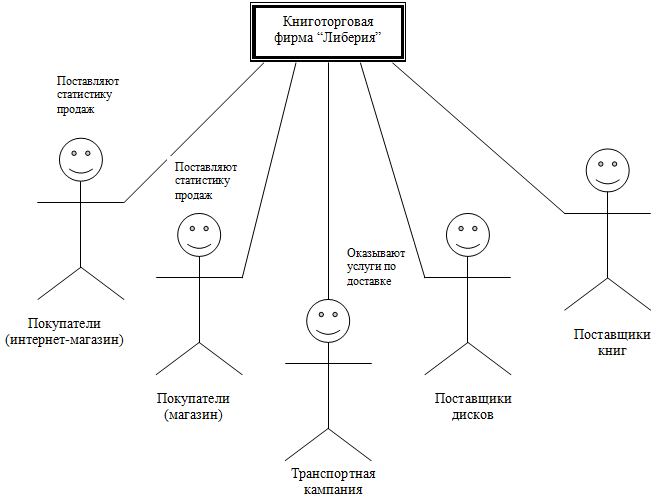 Книготорговая
фирма “Либерия”
Поставляют
статистику
продаж
Поставляют
статистику
продаж
Оказывают
услуги по
доставке
Покупатели
(интернет-магазин)
Покупатели
(магазин)
Транспортная
кампания
Поставщики
дисков
Поставщики
книг